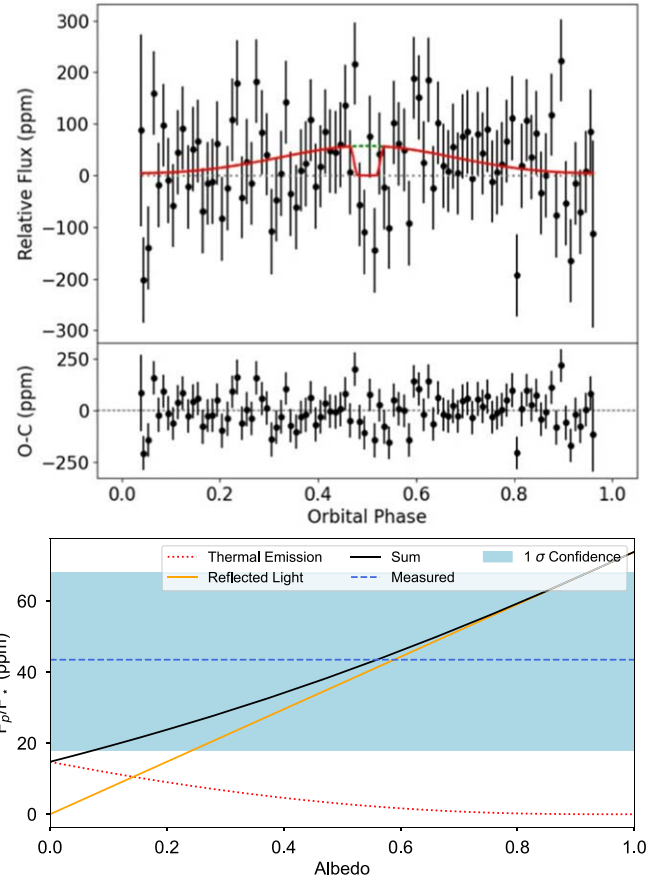 300
200
100
0
−100
−200
−300
Relative Flux (ppm)
250
0
−250
O-C (ppm)
0.0 0.2 0.4 0.6 0.8 1.0
Orbital Phase
Thermal Emission
Reflected Light
Sum
Measured
1 σ Confidence
60
40
20
0
(ppm)
0.0 0.2 0.4 0.6 0.8 1.0
Albedo